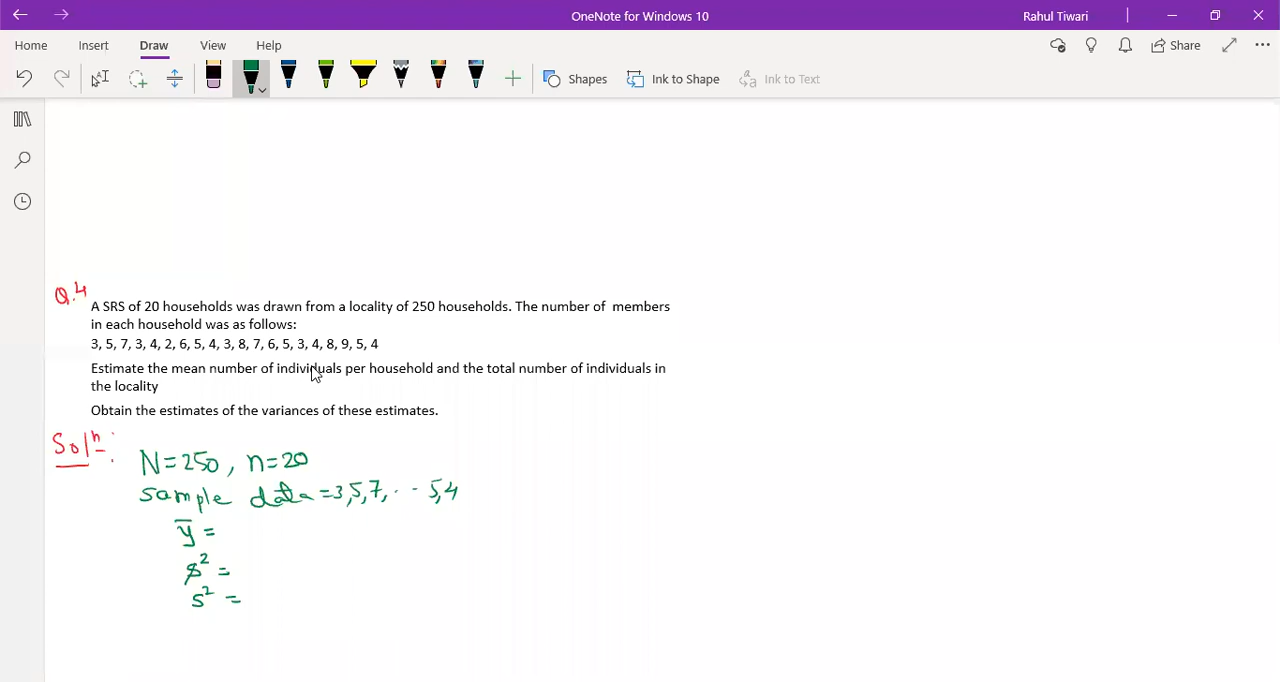 OneNote for Windows 10
Rahul Tiwari
Home Insert Draw View Help
Share
Shapes
Ink to Shape
Ink to Text
Q.4
A SRS of 20 households was drawn from a locality of 250 households. The number of members
in each household was as follows:
3, 5, 7, 3, 4, 2, 6, 5, 4, 3, 8, 7, 6, 5, 3, 4, 8, 9, 5, 4
Estimate the mean number of individuals per household and the total number of individuals in
the locality
Obtain the estimates of the variances of these estimates.
Solⁿ:
N=250, n=20
sample data =3,5,7,... 5,4
ȳ =
s² =
s² =